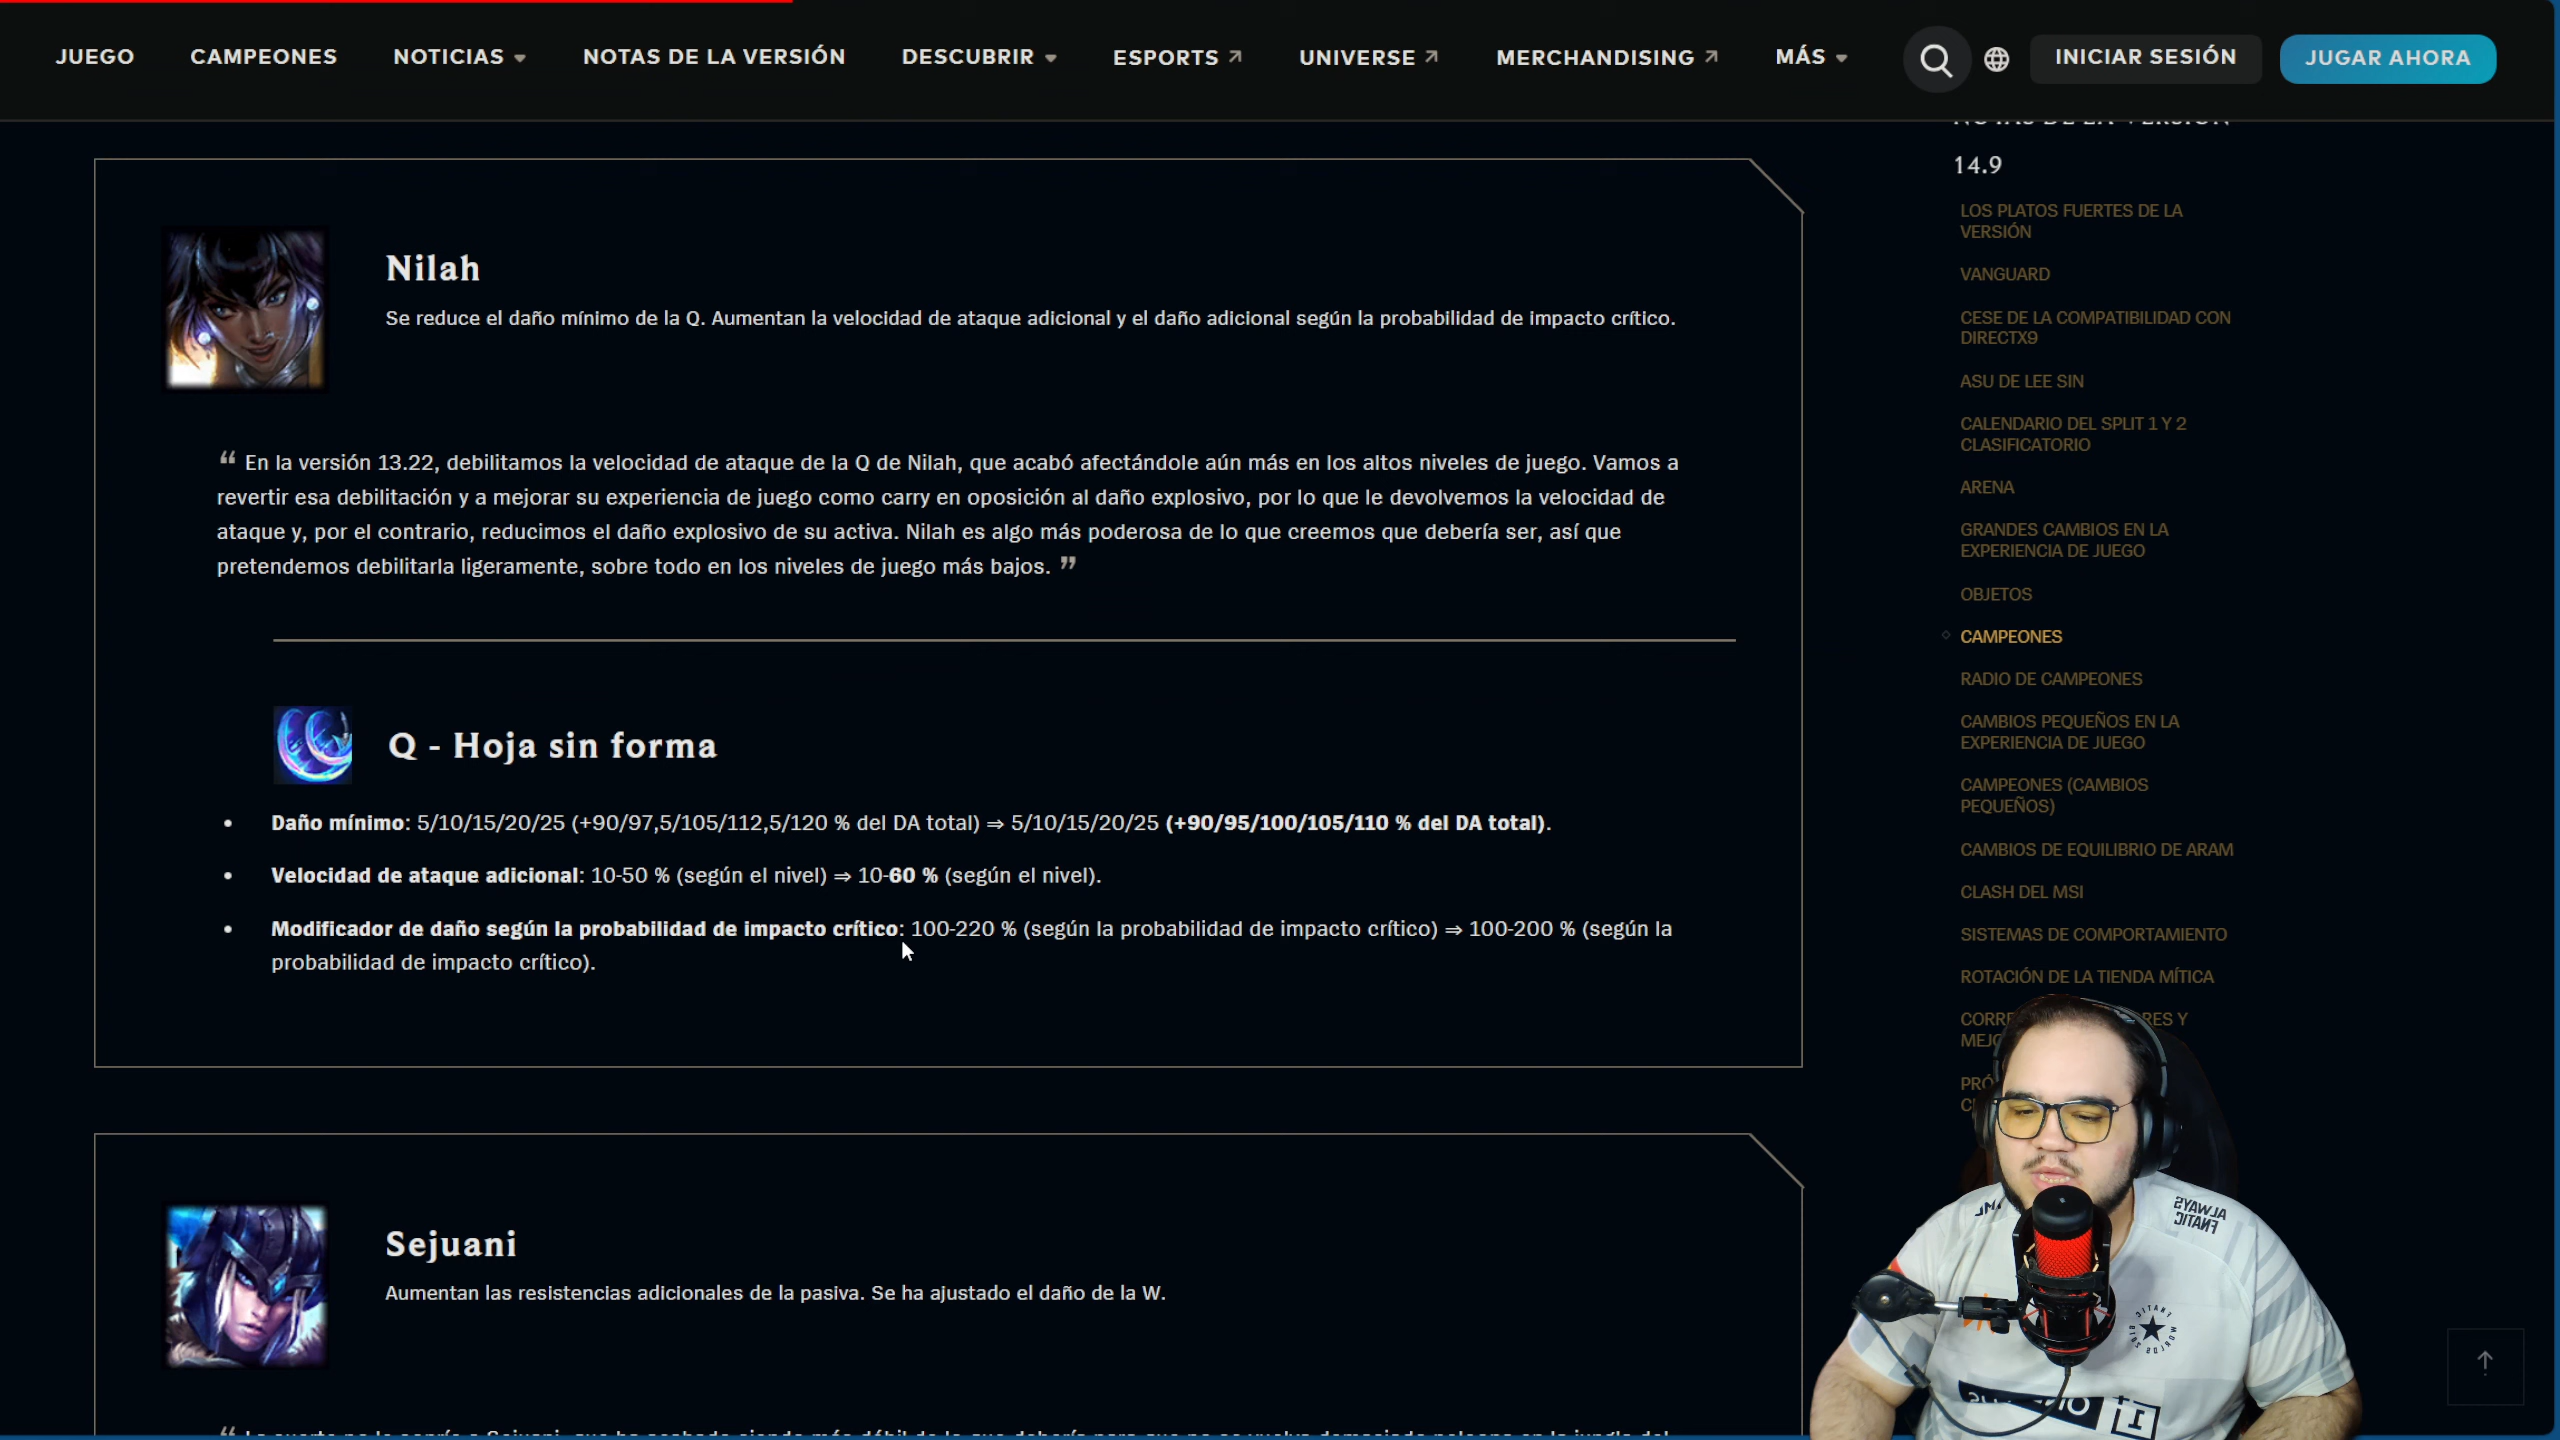 JUEGO CAMPEONES NOTICIAS NOTAS DE LA VERSIÓN DESCUBRIR ESPORTS UNIVERSE MERCHANDISING MÁS INICIAR SESIÓN JUGAR AHORA
NOTAS DE LA VERSIÓN
14.9
LOS PLATOS FUERTES DE LA
VERSIÓN
VANGUARD
CESE DE LA COMPATIBILIDAD CON
DIRECTX9
ASU DE LEE SIN
CALENDARIO DEL SPLIT 1 Y 2
CLASIFICATORIO
ARENA
GRANDES CAMBIOS EN LA
EXPERIENCIA DE JUEGO
OBJETOS
CAMPEONES
RADIO DE CAMPEONES
CAMBIOS PEQUEÑOS EN LA
EXPERIENCIA DE JUEGO
CAMPEONES (CAMBIOS
PEQUEÑOS)
CAMBIOS DE EQUILIBRIO DE ARAM
CLASH DEL MSI
SISTEMAS DE COMPORTAMIENTO
ROTACIÓN DE LA TIENDA MÍTICA
Nilah
Se reduce el daño mínimo de la Q. Aumentan la velocidad de ataque adicional y el daño adicional según la probabilidad de impacto crítico.
“ En la versión 13.22, debilitamos la velocidad de ataque de la Q de Nilah, que acabó afectándole aún más en los altos niveles de juego. Vamos a
revertir esa debilitación y a mejorar su experiencia de juego como carry en oposición al daño explosivo, por lo que le devolvemos la velocidad de
ataque y, por el contrario, reducimos el daño explosivo de su activa. Nilah es algo más poderosa de lo que creemos que debería ser, así que
pretendemos debilitarla ligeramente, sobre todo en los niveles de juego más bajos. ”
Q - Hoja sin forma
• Daño mínimo: 5/10/15/20/25 (+90/97,5/105/112,5/120 % del DA total) ⇒ 5/10/15/20/25 (+90/95/100/105/110 % del DA total).
• Velocidad de ataque adicional: 10-50 % (según el nivel) ⇒ 10-60 % (según el nivel).
• Modificador de daño según la probabilidad de impacto crítico: 100-220 % (según la probabilidad de impacto crítico) ⇒ 100-200 % (según la
probabilidad de impacto crítico).
Sejuani
Aumentan las resistencias adicionales de la pasiva. Se ha ajustado el daño de la W.
ALWAYS
FNATIC